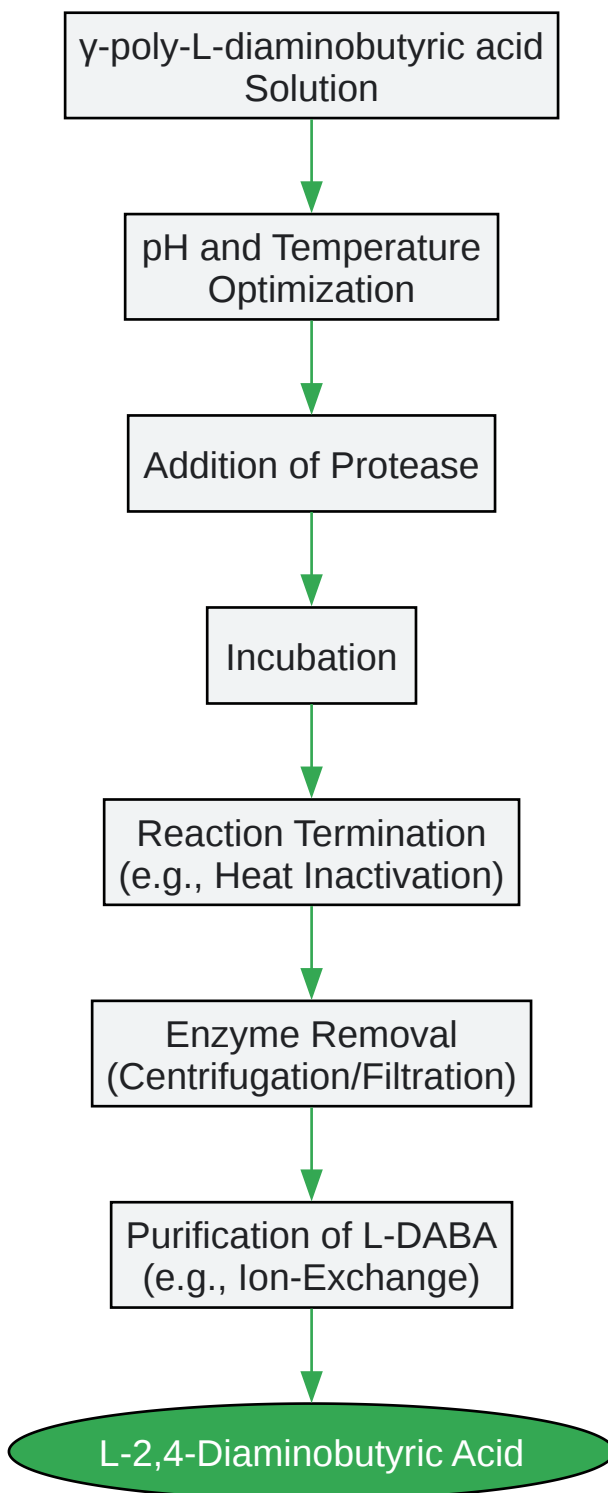 γ-poly-L-diaminobutyric acid
Solution
pH and Temperature
Optimization
Addition of Protease
Incubation
Reaction Termination
(e.g., Heat Inactivation)
Enzyme Removal
(Centrifugation/Filtration)
Purification of L-DABA
(e.g., Ion-Exchange)
L-2,4-Diaminobutyric Acid